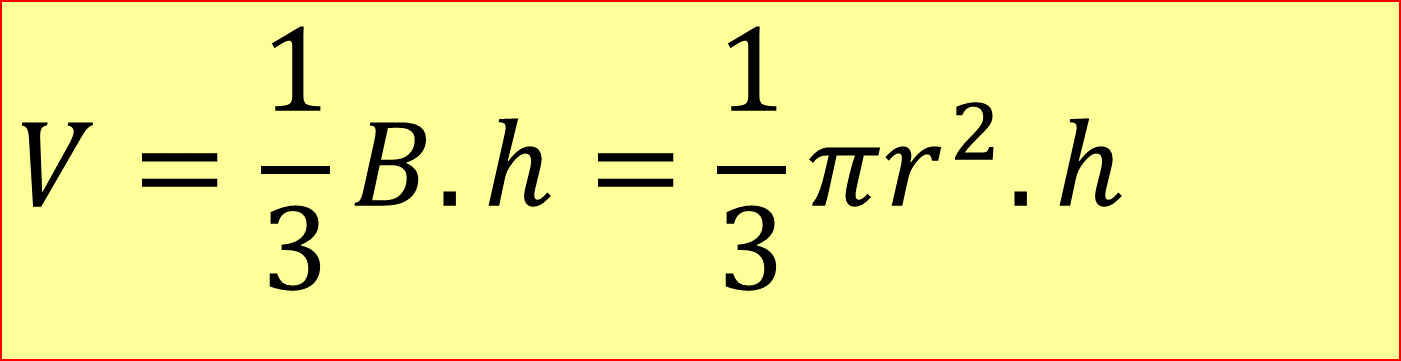 V = 1/3 B . h = 1/3 πr² . h